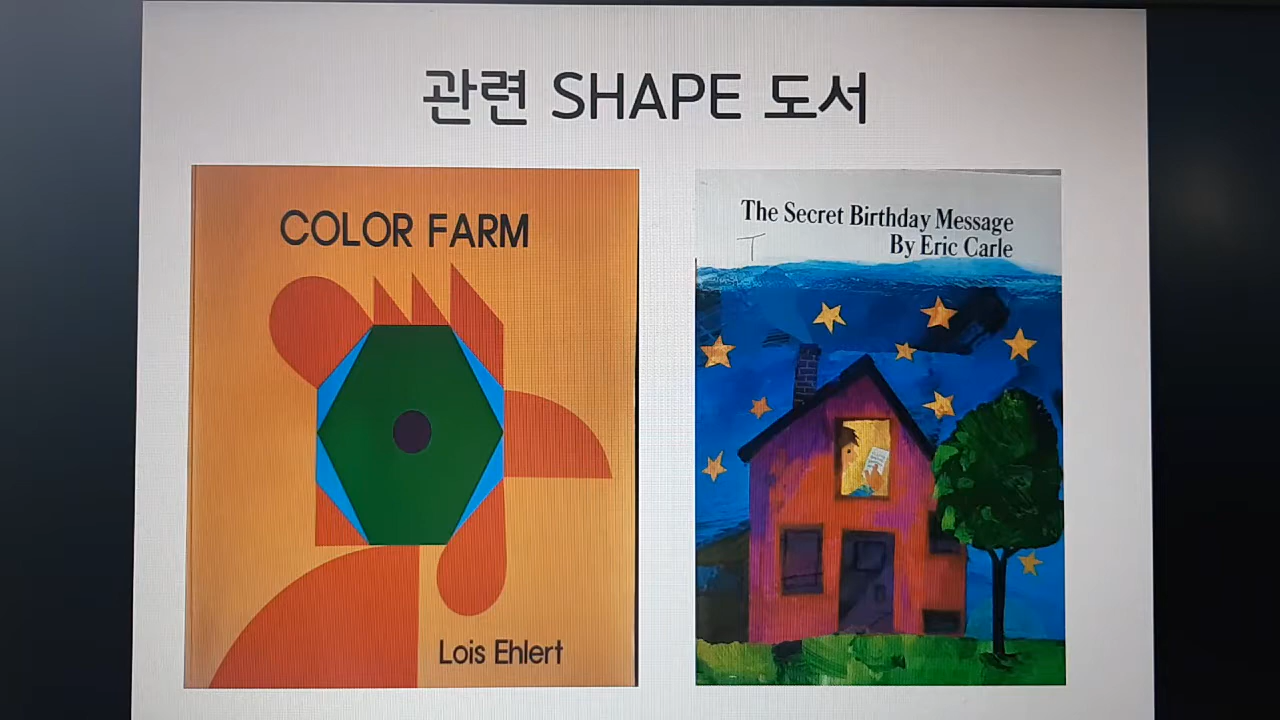 관련 SHAPE 도서
COLOR FARM
Lois Ehlert
The Secret Birthday Message
By Eric Carle
T